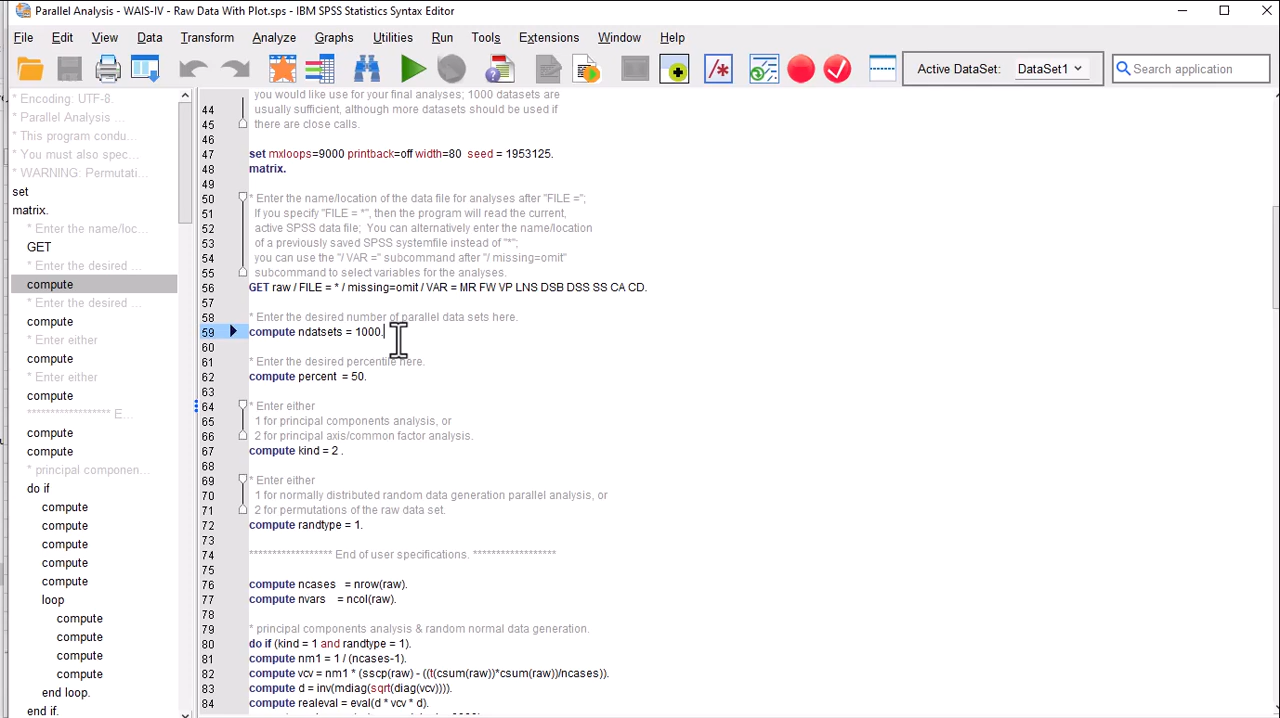 Parallel Analysis - WAIS-IV - Raw Data With Plot.sps - IBM SPSS Statistics Syntax Editor
File Edit View Data Transform Graphs Analyze Utilities Run Tools Extensions Window Help
Active DataSet: DataSet1
Search application
* Encoding: UTF-8.
* Parallel Analysis ...
* This program condu...
* You must also spec...
* WARNING: Permutati...
set
matrix.
* Enter the name/loc...
GET
* Enter the desired ...
compute
* Enter the desired ...
compute
* Enter either
compute
* Enter either
compute
***************** E...
compute
compute
* principal componen...
do if
compute
compute
compute
compute
compute
loop
compute
compute
compute
compute
end loop.
end if.
you would like use for your final analyses; 1000 datasets are
44 usually sufficient, although more datasets should be used if
45 there are close calls.
46
47 set mxloops=9000 printback=off width=80  seed = 1953125.
48 matrix.
49
50 * Enter the name/location of the data file for analyses after "FILE =";
51 If you specify "FILE = *", then the program will read the current,
52 active SPSS data file;  You can alternatively enter the name/location
53 of a previously saved SPSS systemfile instead of "*";
54 you can use the "/ VAR =" subcommand after "/ missing=omit"
55 subcommand to select variables for the analyses.
56 GET raw / FILE = * / missing=omit / VAR = MR FW VP LNS DSB DSS SS CA CD.
57
58 * Enter the desired number of parallel data sets here.
59 compute ndatsets = 1000.
60
61 * Enter the desired percentile here.
62 compute percent  = 50.
63
64 * Enter either
65 1 for principal components analysis, or
66 2 for principal axis/common factor analysis.
67 compute kind = 2 .
68
69 * Enter either
70 1 for normally distributed random data generation parallel analysis, or
71 2 for permutations of the raw data set.
72 compute randtype = 1.
73
74 ***************** End of user specifications. *****************
75
76 compute ncases   = nrow(raw).
77 compute nvars    = ncol(raw).
78
79 * principal components analysis & random normal data generation.
80 do if (kind = 1 and randtype = 1).
81 compute nm1 = 1 / (ncases-1).
82 compute vcv = nm1 * (sscp(raw) - ((t(csum(raw))*csum(raw))/ncases)).
83 compute d = inv(mdiag(sqrt(diag(vcv)))).
84 compute realeval = eval(d * vcv * d).